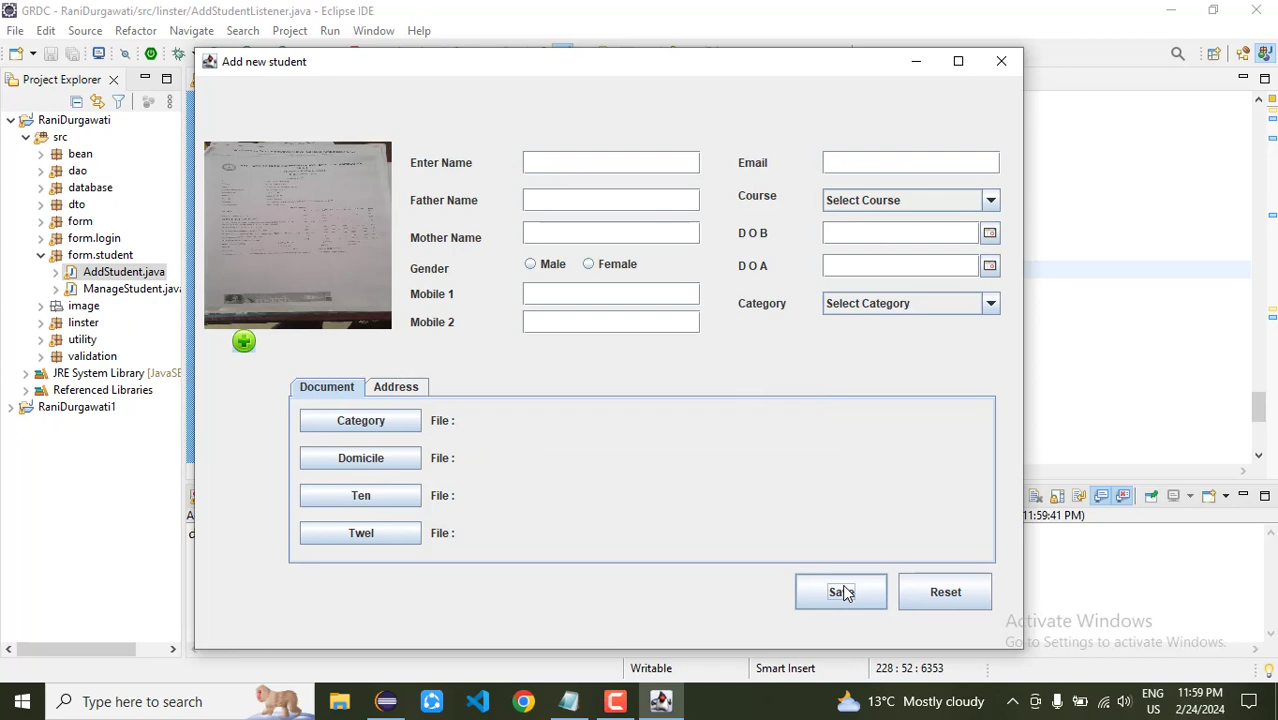 GRDC - RaniDurgawati/src/linster/AddStudentListener.java - Eclipse IDE
File Edit Source Refactor Navigate Search Project Run Window Help
Project Explorer
RaniDurgawati
src
bean
dao
database
dto
form
form.login
form.student
AddStudent.java
ManageStudent.java
image
linster
utility
validation
JRE System Library [JavaSE
Referenced Libraries
RaniDurgawati1
Add new student
Enter Name
Father Name
Mother Name
Gender Male Female
Mobile 1
Mobile 2
Email
Course Select Course
D O B
D O A
Category Select Category
Document Address
Category File :
Domicile File :
Ten File :
Twel File :
Reset
11:59:41 PM)
Activate Windows
Go to Settings to activate Windows.
Writable Smart Insert 228 : 52 : 6353
Type here to search
13°C Mostly cloudy
ENG
US
11:59 PM
2/24/2024